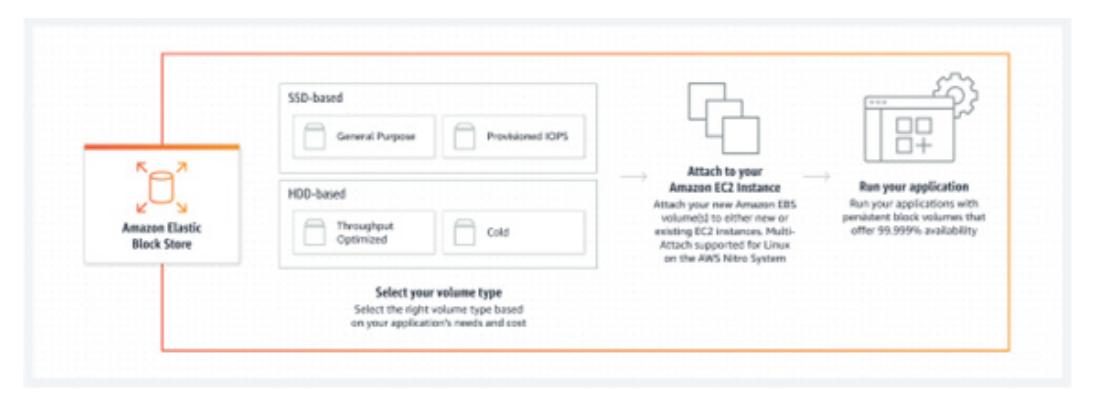 Amazon Elastic
Block Store
SSD-based
General Purpose
Provisioned IOPS
HDD-based
Throughput
Optimized
Cold
Select your volume type
Select the right volume type based
on your application's needs and cost
Attach to your
Amazon EC2 Instance
Attach your new Amazon EBS
volume(s) to either new or
existing EC2 instances. Multi-
Attach supported for Linux
on the AWS Nitro System
Run your application
Run your applications with
persistent block volumes that
offer 99.999% availability